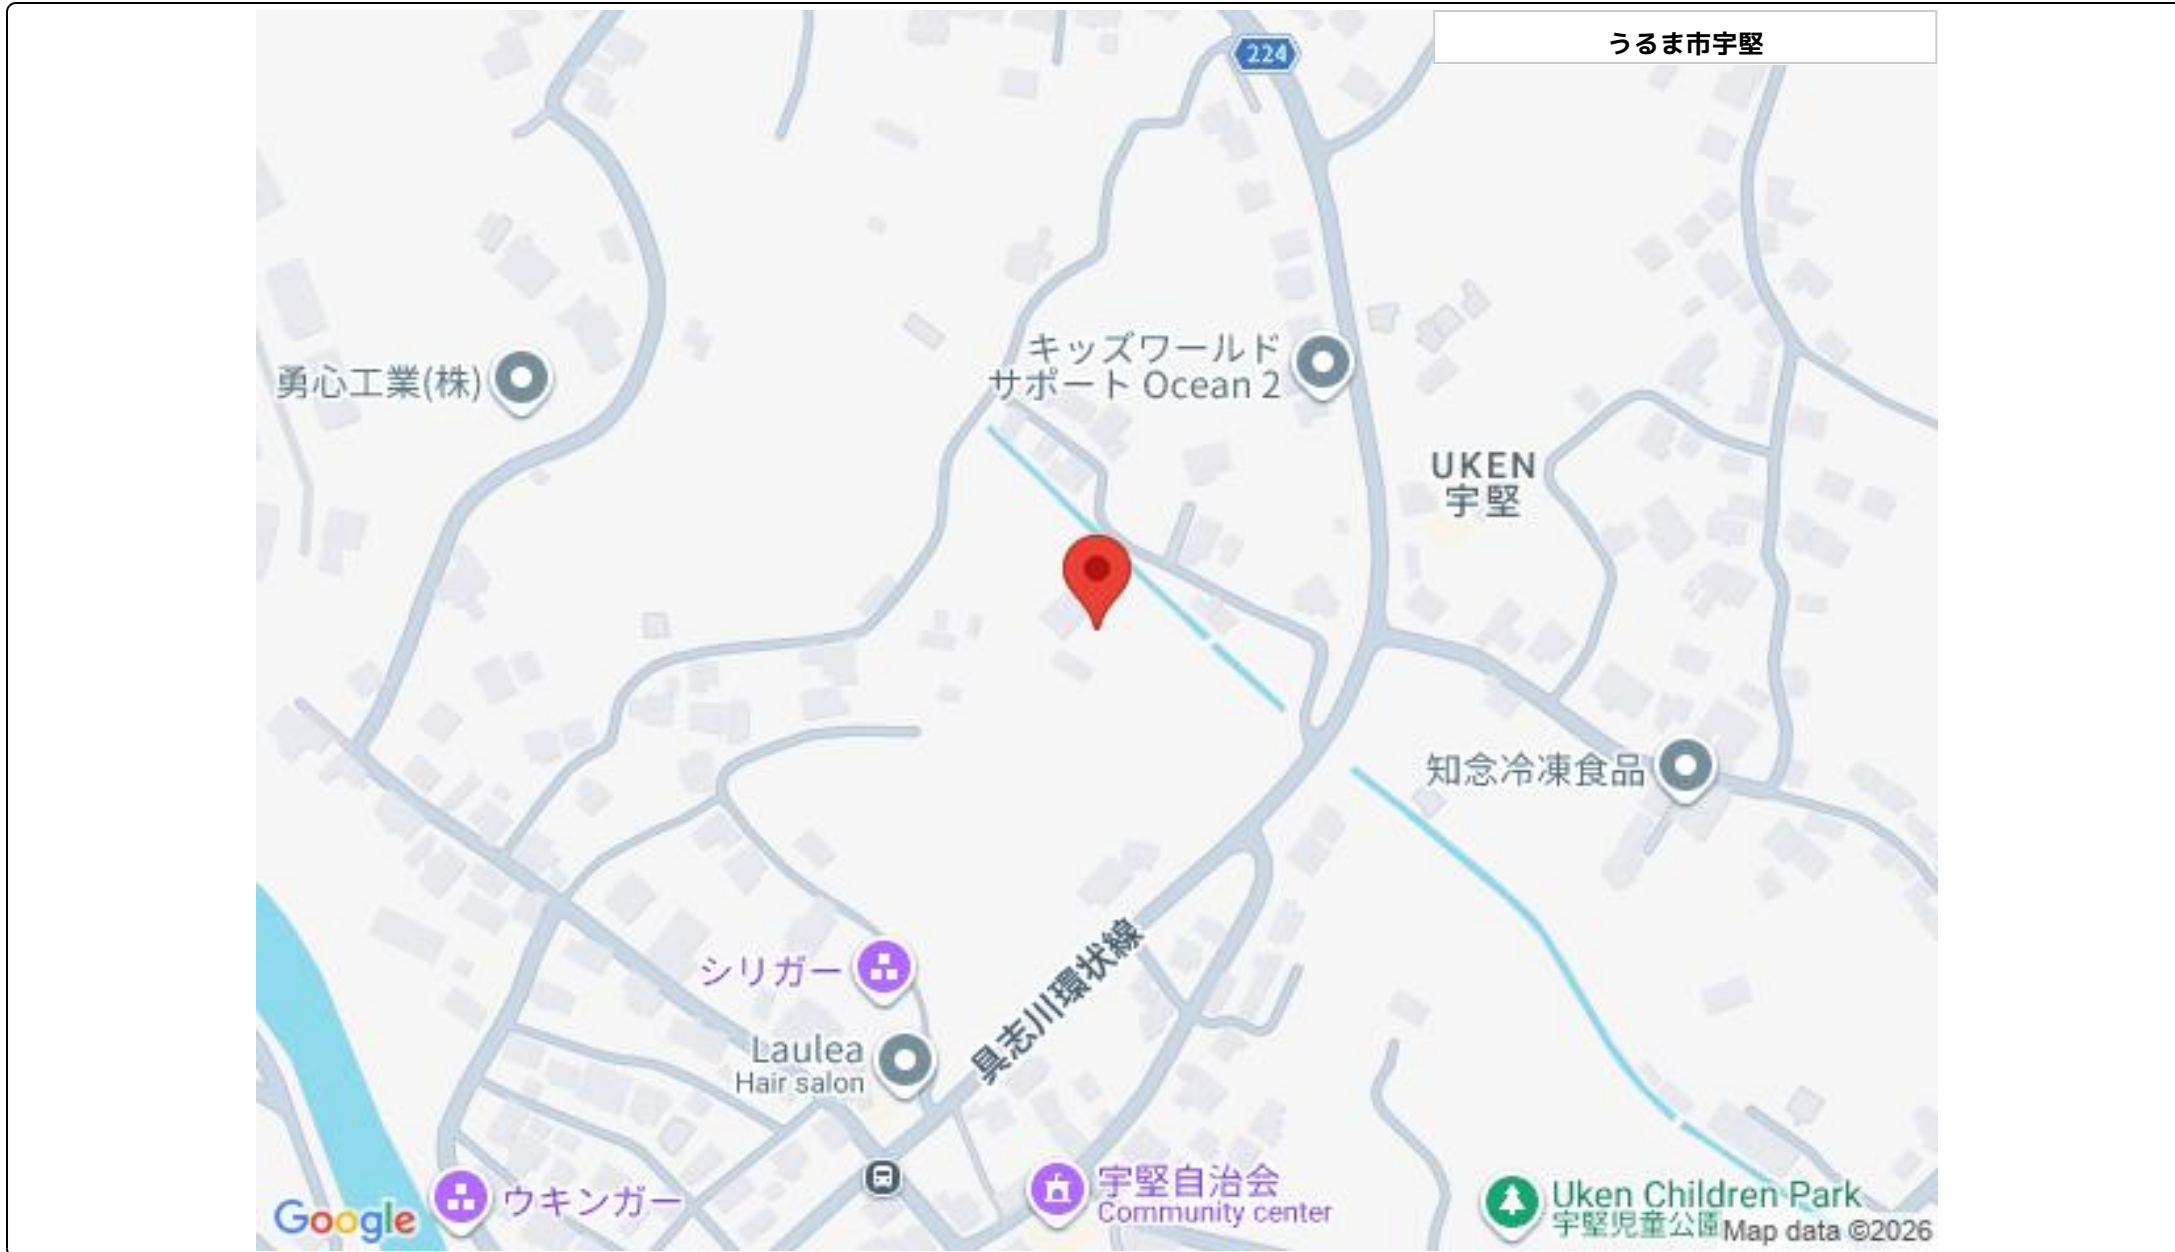 うるま市宇堅
224
キッズワールド
サポート Ocean 2
勇心工業(株)
UKEN
宇堅
知念冷凍食品
シリガー
具志川環状線
Laulea
Hair salon
ウキンガー
宇堅自治会
Community center
Uken Children Park
宇堅児童公園
Google
Map data ©2026